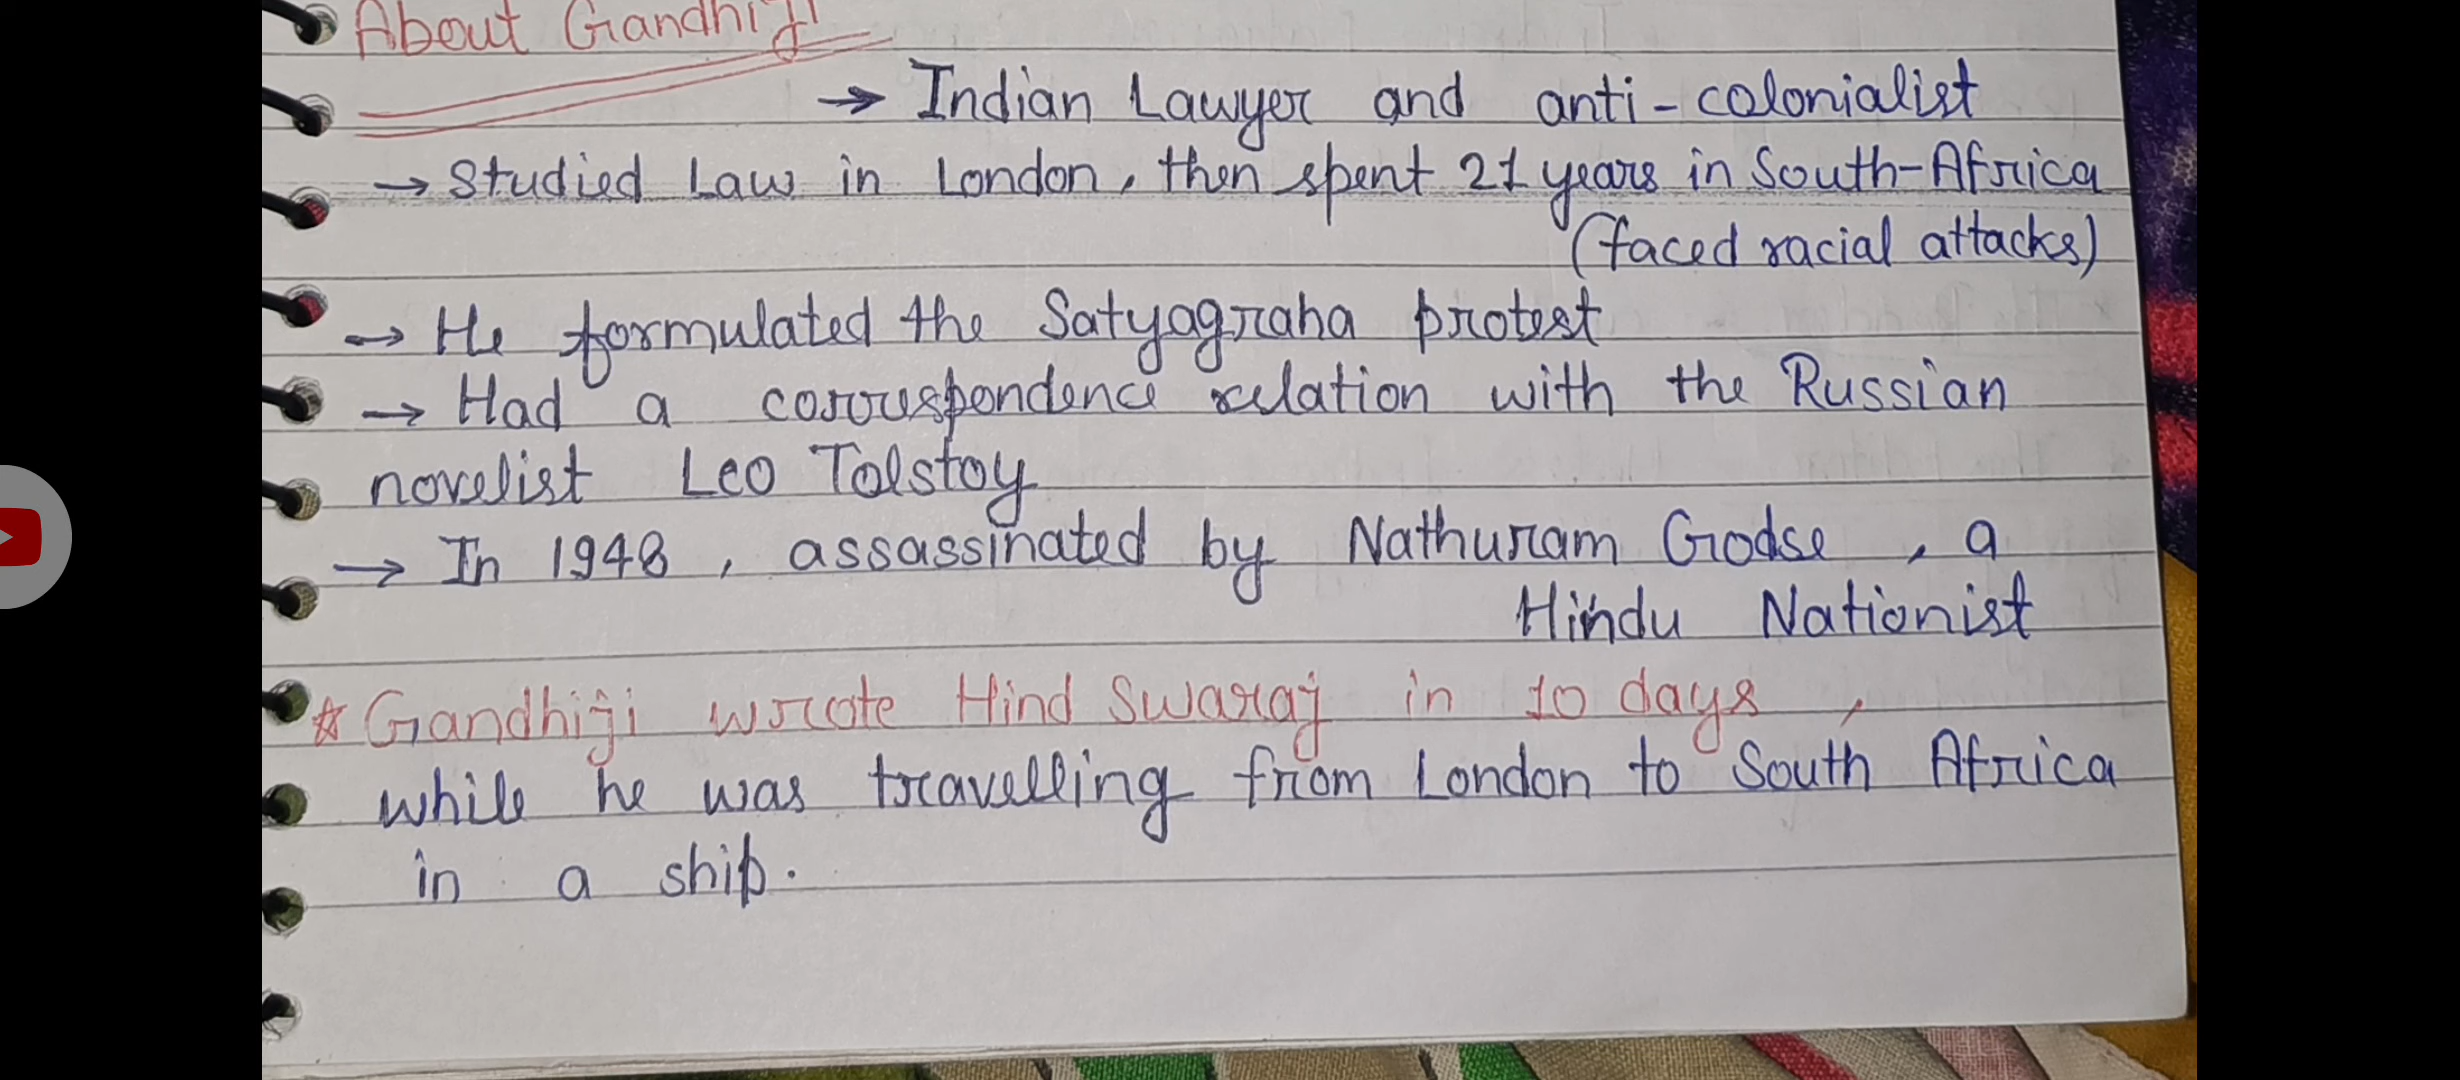 About Gandhiji
→ Indian Lawyer and anti-colonialist
→ Studied Law in London, then spent 21 years in South-Africa
(faced racial attacks)
→ He formulated the Satyagraha protest
→ Had a correspondence relation with the Russian
novelist Leo Tolstoy
→ In 1948, assassinated by Nathuram Godse, a
Hindu Nationist
☆ Gandhiji wrote Hind Swaraj in 10 days,
while he was travelling from London to South Africa
in a ship.